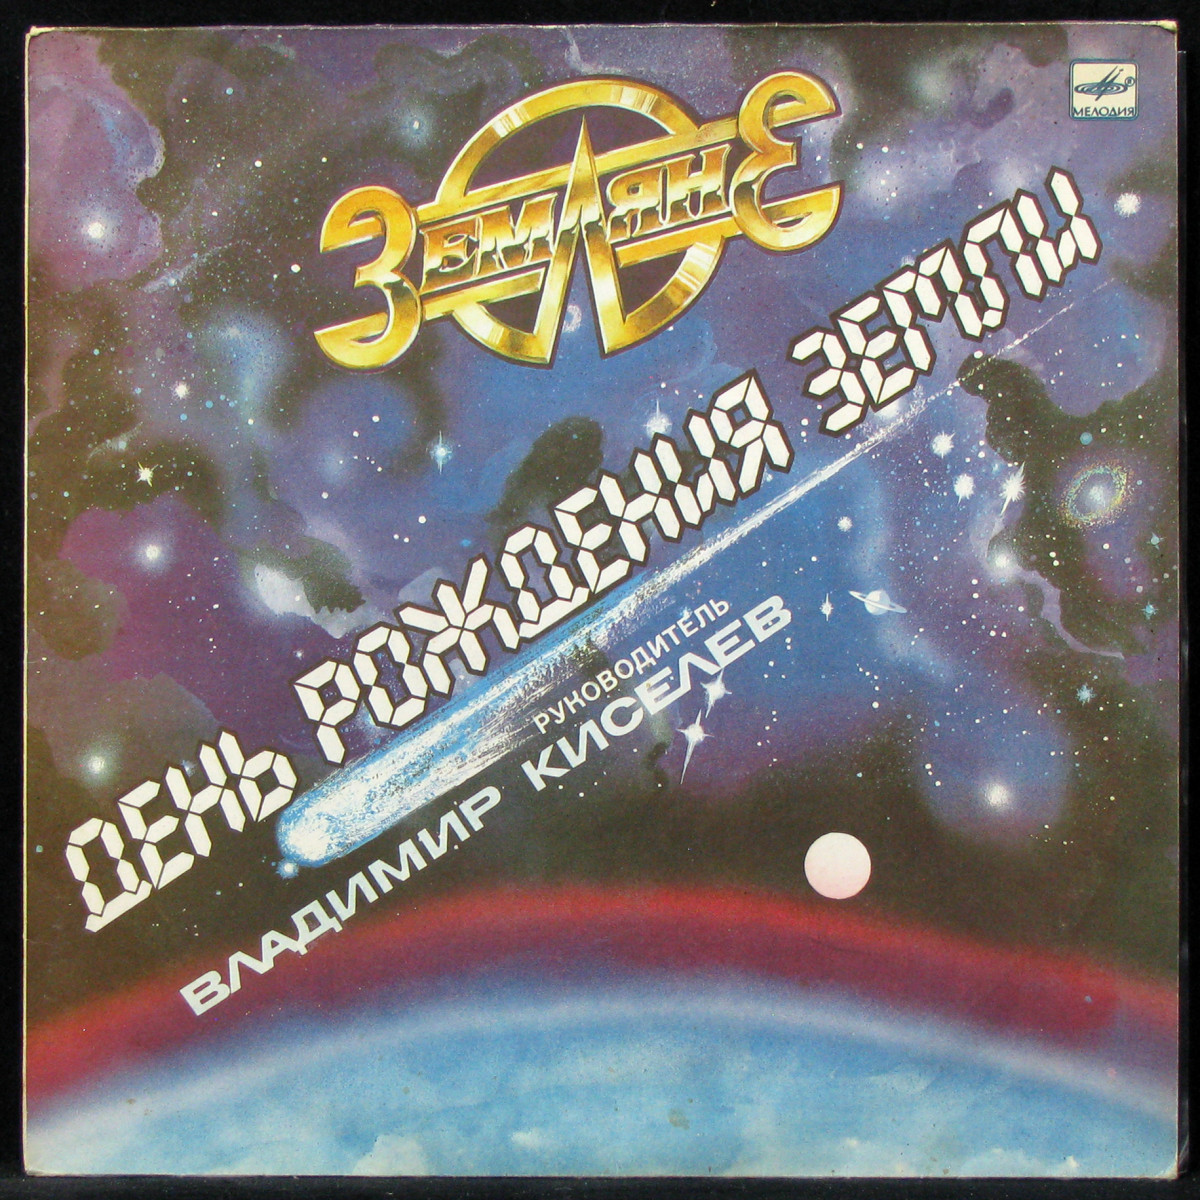 ЗЕМЛЯНЕ
МЕЛОДИЯ®
ДЕНЬ РОЖДЕНИЯ ЗЕМЛИ
РУКОВОДИТЕЛЬ
ВЛАДИМИР КИСЕЛЕВ